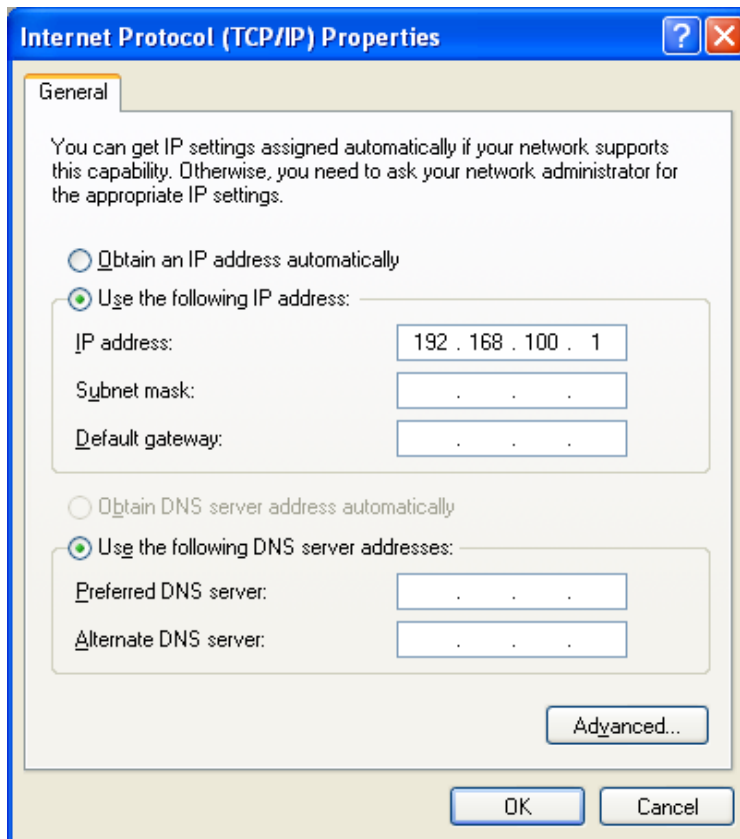 Internet Protocol (TCP/IP) Properties
General
You can get IP settings assigned automatically if your network supports
this capability. Otherwise, you need to ask your network administrator for
the appropriate IP settings.
Obtain an IP address automatically
Use the following IP address:
IP address: 192 . 168 . 100 . 1
Subnet mask: . . .
Default gateway: . . .
Obtain DNS server address automatically
Use the following DNS server addresses:
Preferred DNS server: . . .
Alternate DNS server: . . .
Advanced...
OK Cancel